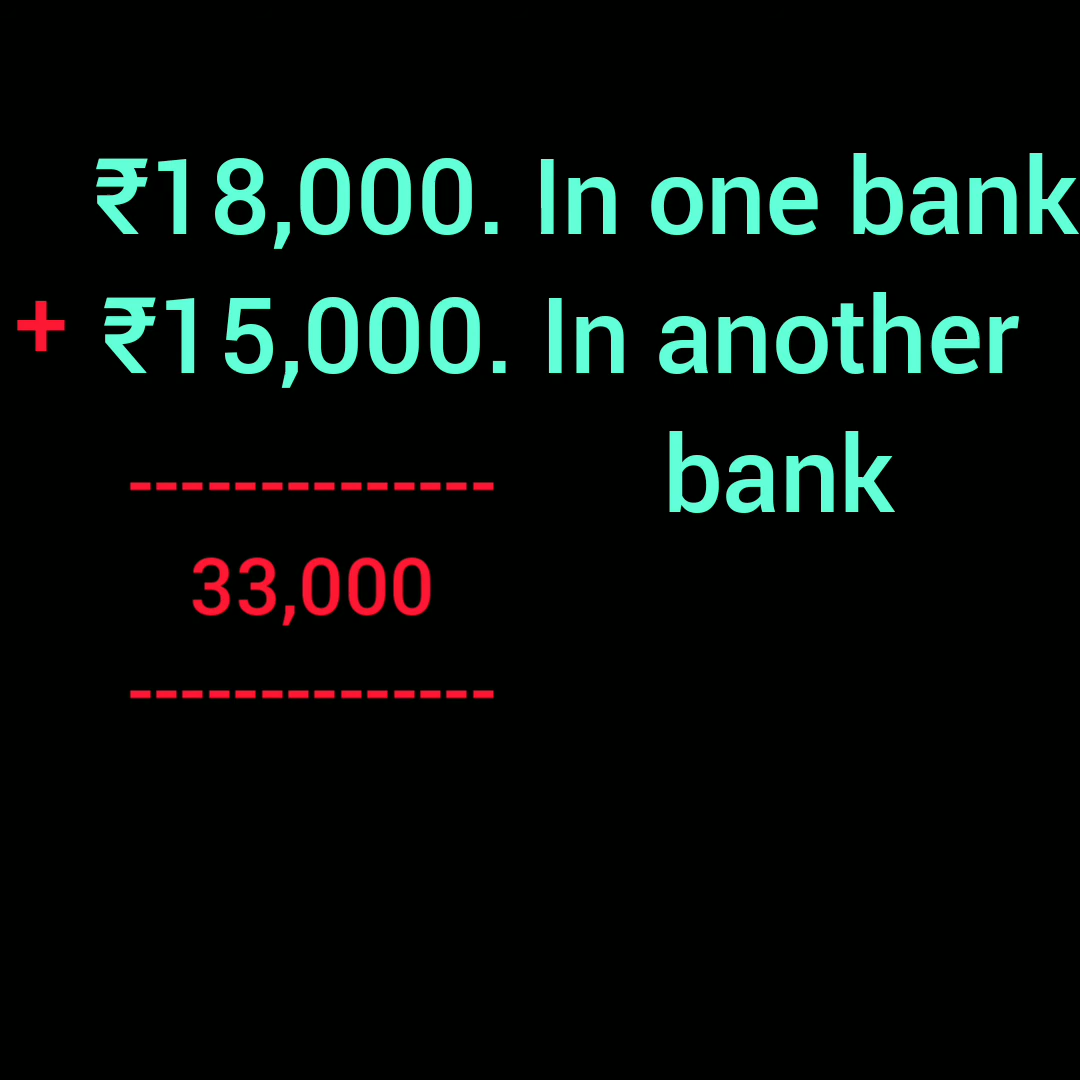 ₹18,000. In one bank
+ ₹15,000. In another
bank
--------------
33,000
--------------